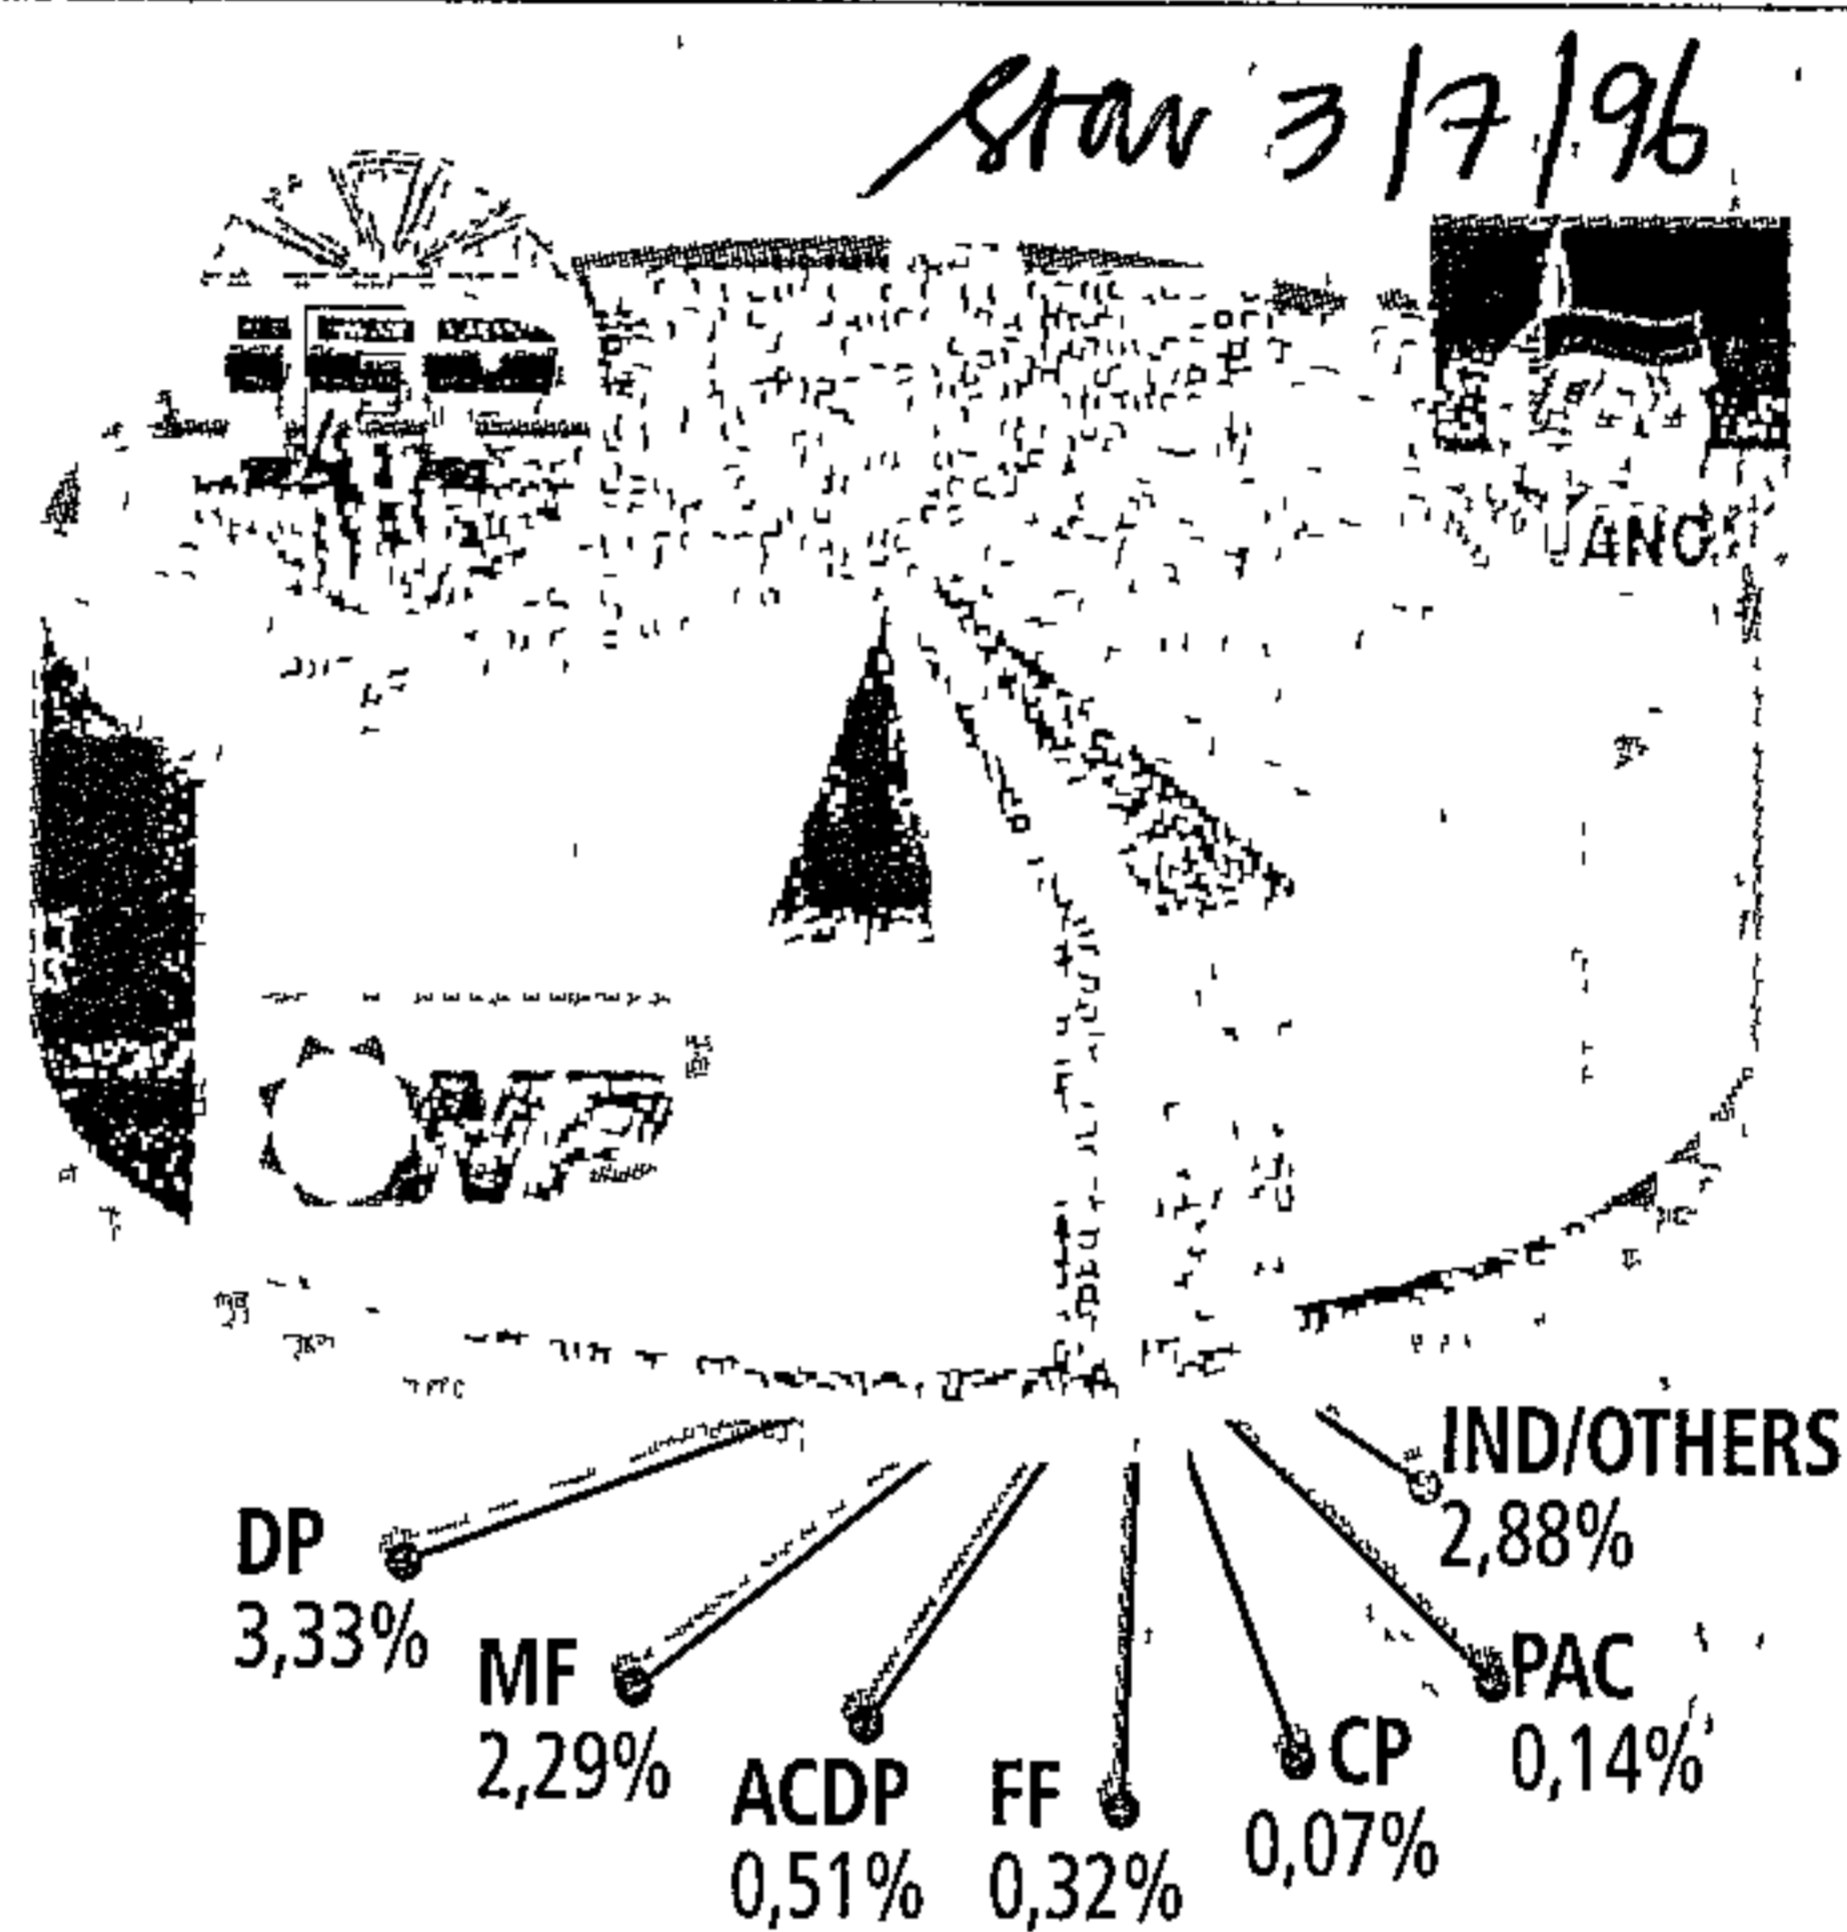 Star 3/7/96
ANC
NP
IND/OTHERS
2,88%
DP
3,33%
MF
2,29%
PAC
0,14%
ACDP
0,51%
FF
0,32%
CP
0,07%